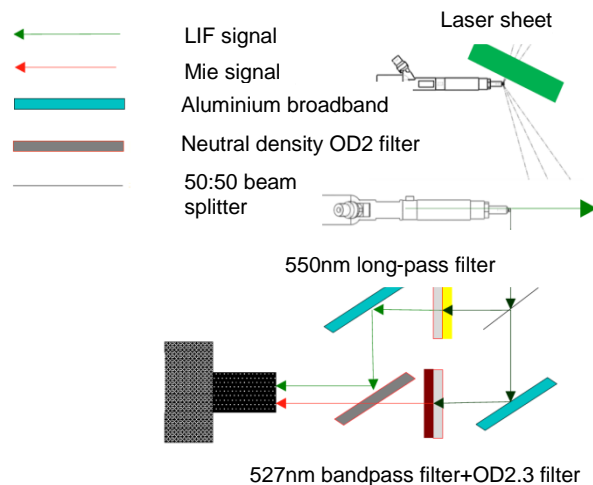 Laser sheet
LIF signal
Mie signal
Aluminium broadband
Neutral density OD2 filter
50:50 beam
splitter
550nm long-pass filter
527nm bandpass filter+OD2.3 filter